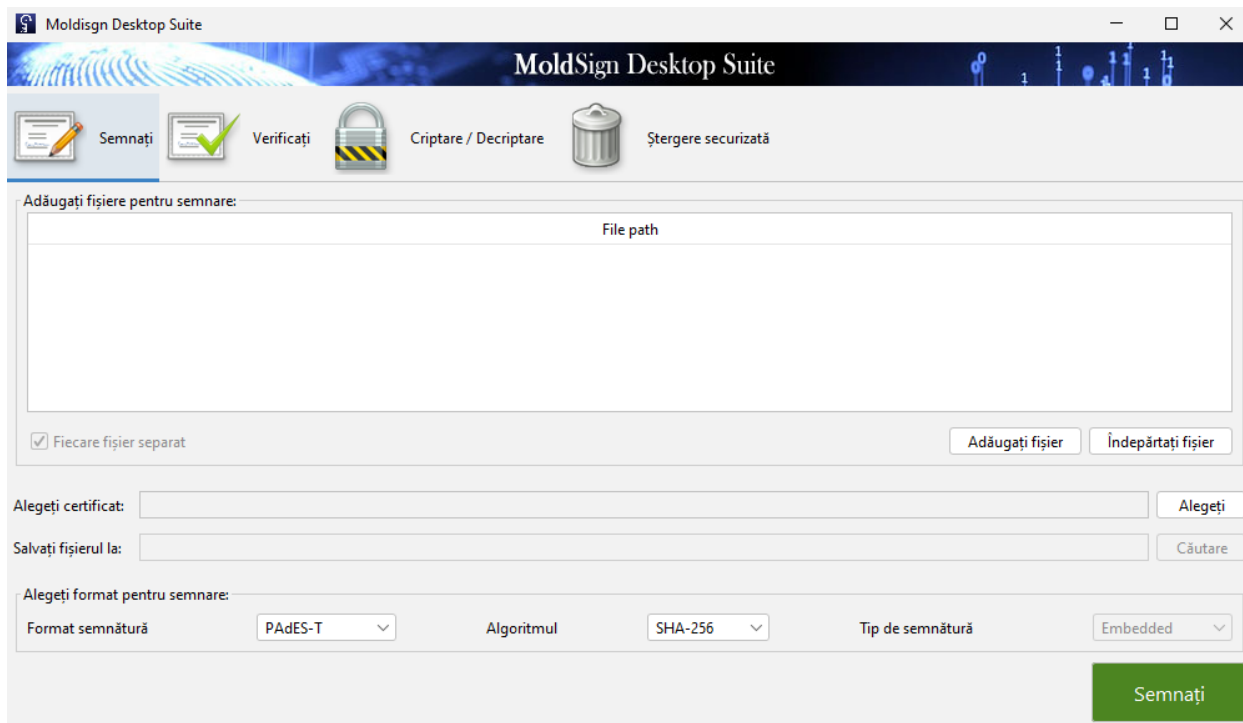 Moldisgn Desktop Suite
MoldSign Desktop Suite
Semnați
Verificați
Criptare / Decriptare
Ștergere securizată
Adăugați fișiere pentru semnare:
File path
Fiecare fișier separat
Adăugați fișier
Îndepărtați fișier
Alegeți certificat:
Alegeți
Salvați fișierul la:
Căutare
Alegeți format pentru semnare:
Format semnătură
PAdES-T
Algoritmul
SHA-256
Tip de semnătură
Embedded
Semnați